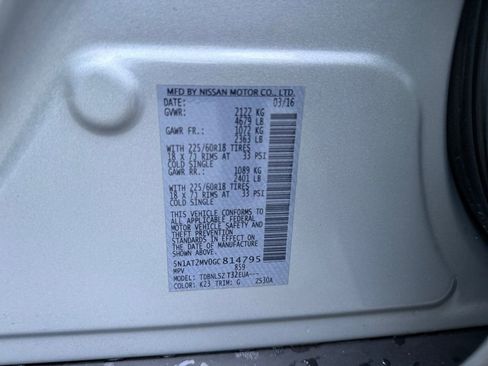 MFD BY NISSAN MOTOR CO., LTD.
DATE: 03/16
GVWR: 2122 KG
4679 LB
GAWR FR.: 1072 KG
2363 LB
WITH 225/60R18 TIRES
18 X 7J RIMS AT 33 PSI
COLD SINGLE
GAWR RR.: 1089 KG
2401 LB
WITH 225/60R18 TIRES
18 X 7J RIMS AT 33 PSI
COLD SINGLE
THIS VEHICLE CONFORMS TO
ALL APPLICABLE FEDERAL
MOTOR VEHICLE SAFETY AND
THEFT PREVENTION STANDARDS
IN EFFECT ON THE DATE OF
MANUFACTURE SHOWN ABOVE.
5N1AT2MV0GC814795
MPV 859
MODEL: TDBNLSZ T32EUA---
COLOR: K23 TRIM: G 2530A